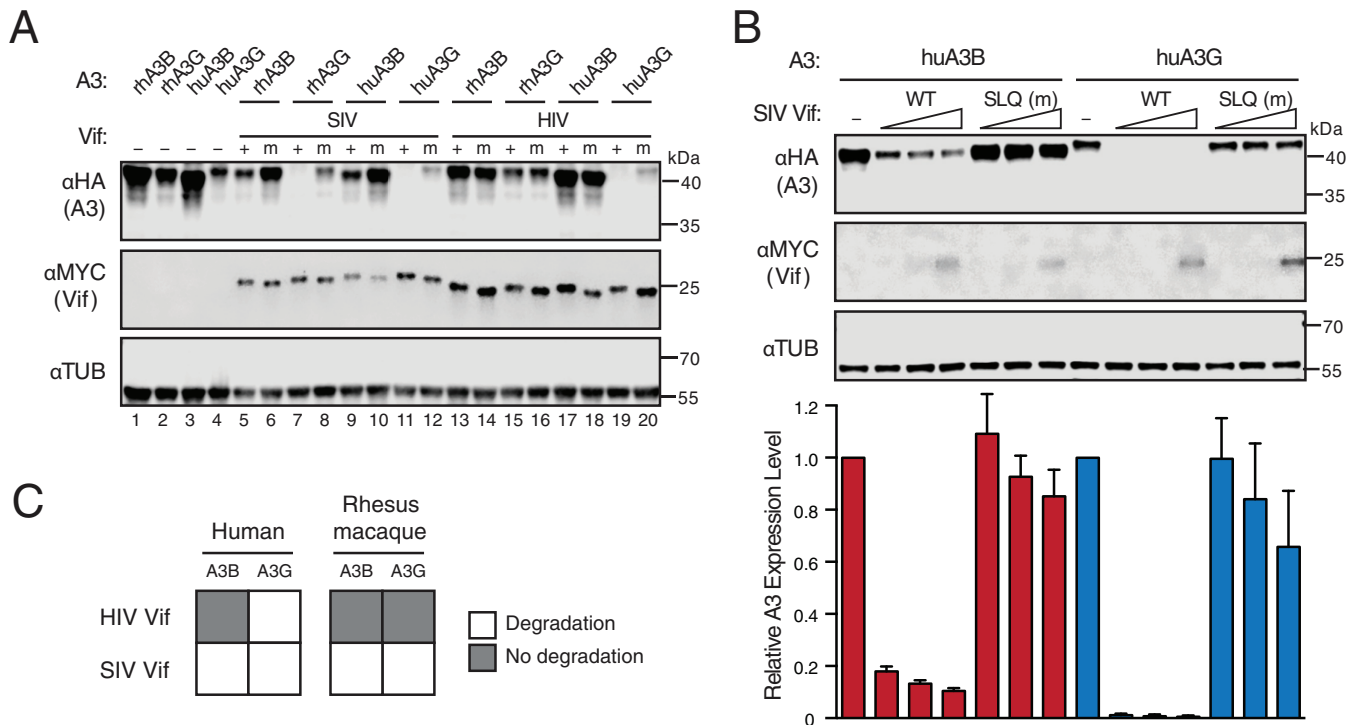 A
A3:
rhA3B rhA3G huA3B huA3G rhA3B rhA3G huA3B huA3G rhA3B rhA3G huA3B huA3G
SIV HIV
Vif:
– – – – + m + m + m + m + m + m + m + m
kDa
αHA
(A3)
40
35
αMYC
(Vif)
25
αTUB
70
55
1 2 3 4 5 6 7 8 9 10 11 12 13 14 15 16 17 18 19 20
B
A3: huA3B huA3G
WT SLQ (m) WT SLQ (m)
SIV Vif: – –
kDa
αHA
(A3)
40
35
αMYC
(Vif)
25
αTUB
70
55
Relative A3 Expression Level
1.2
1.0
0.8
0.6
0.4
0.2
0
C
Human
Rhesus
macaque
A3B A3G A3B A3G
HIV Vif
SIV Vif
Degradation
No degradation